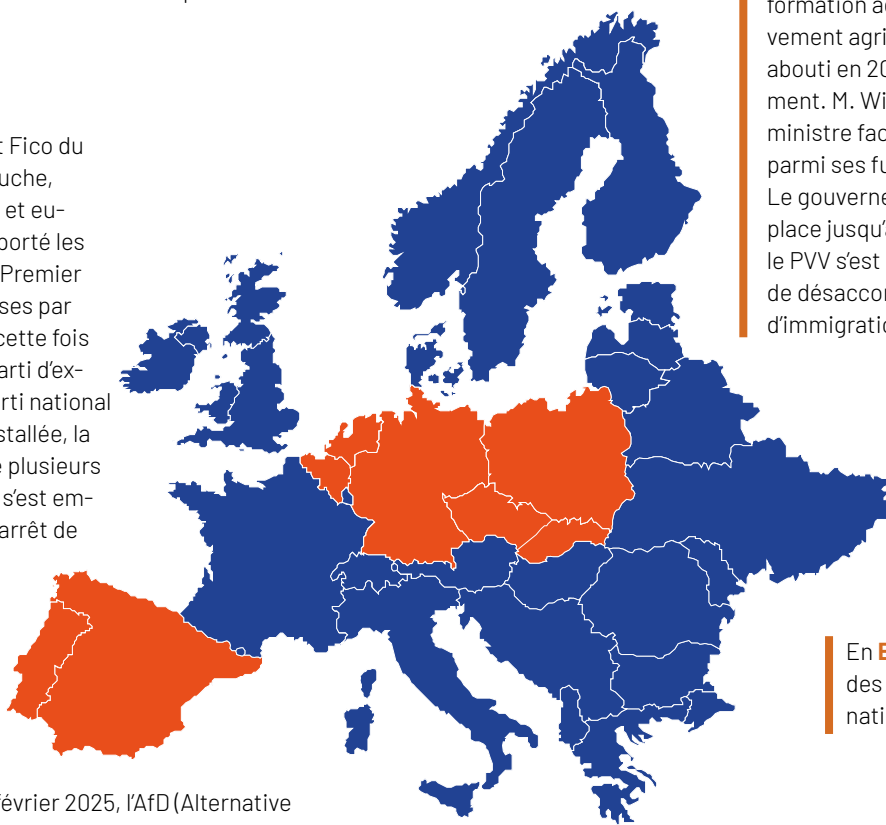 t Fico du
uche,
et eu-
porté les
Premier
ses par
cette fois
arti d'ex-
rti national
stallée, la
e plusieurs
s'est em-
arrêt de
février 2025, l'AfD (Alternative
formation a
vement agri
abouti en 20
ment. M. Wi
ministre fac
parmi ses fu
Le gouverne
place jusqu'
le PVV s'est
de désaccor
d'immigratio
En E
des
nati